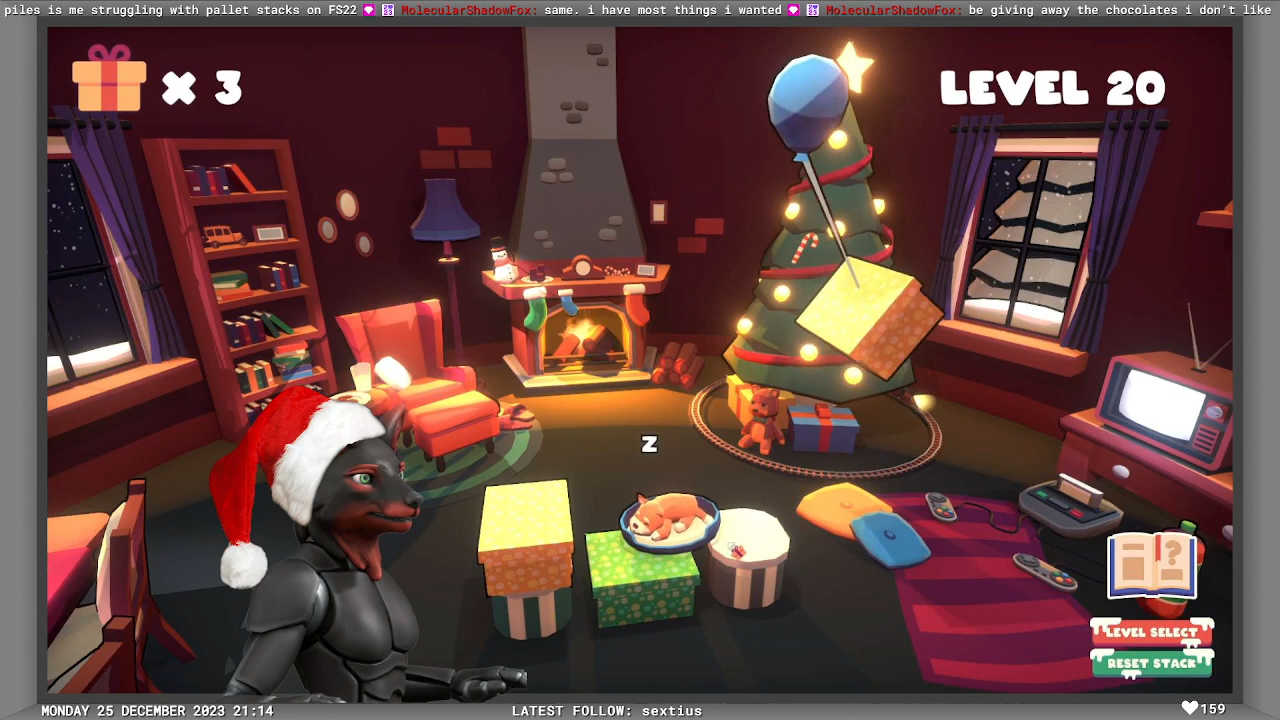 piles is me struggling with pallet stacks on FS22 MolecularShadowFox: same. i have most things i wanted MolecularShadowFox: be giving away the chocolates i don't like
× 3
LEVEL 20
z
?
LEVEL SELECT
RESET STACK
MONDAY 25 DECEMBER 2023 21:14
LATEST FOLLOW: sextius
159